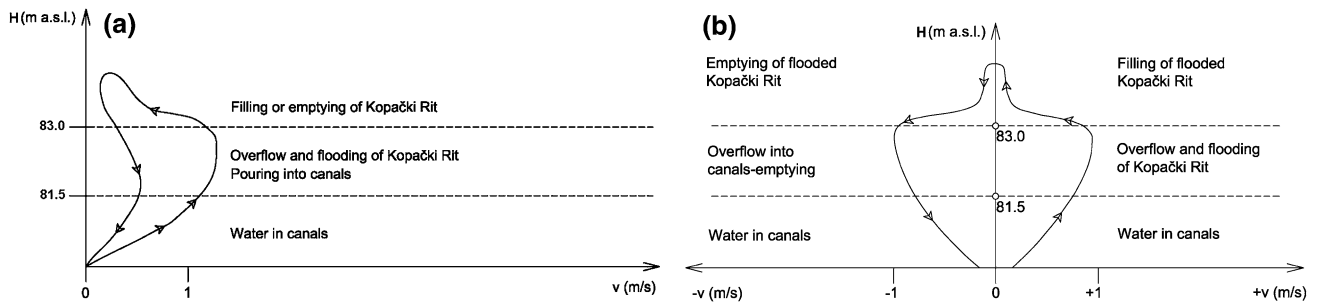 H (m a.s.l.)
(a)
Filling or emptying of Kopački Rit
83.0
Overflow and flooding of Kopački Rit
Pouring into canals
81.5
Water in canals
0
1
v (m/s)
(b)
H (m a.s.l.)
Emptying of flooded
Kopački Rit
Filling of flooded
Kopački Rit
83.0
Overflow into
canals-emptying
Overflow and flooding
of Kopački Rit
81.5
Water in canals
Water in canals
-v (m/s)
-1
0
+1
+v (m/s)